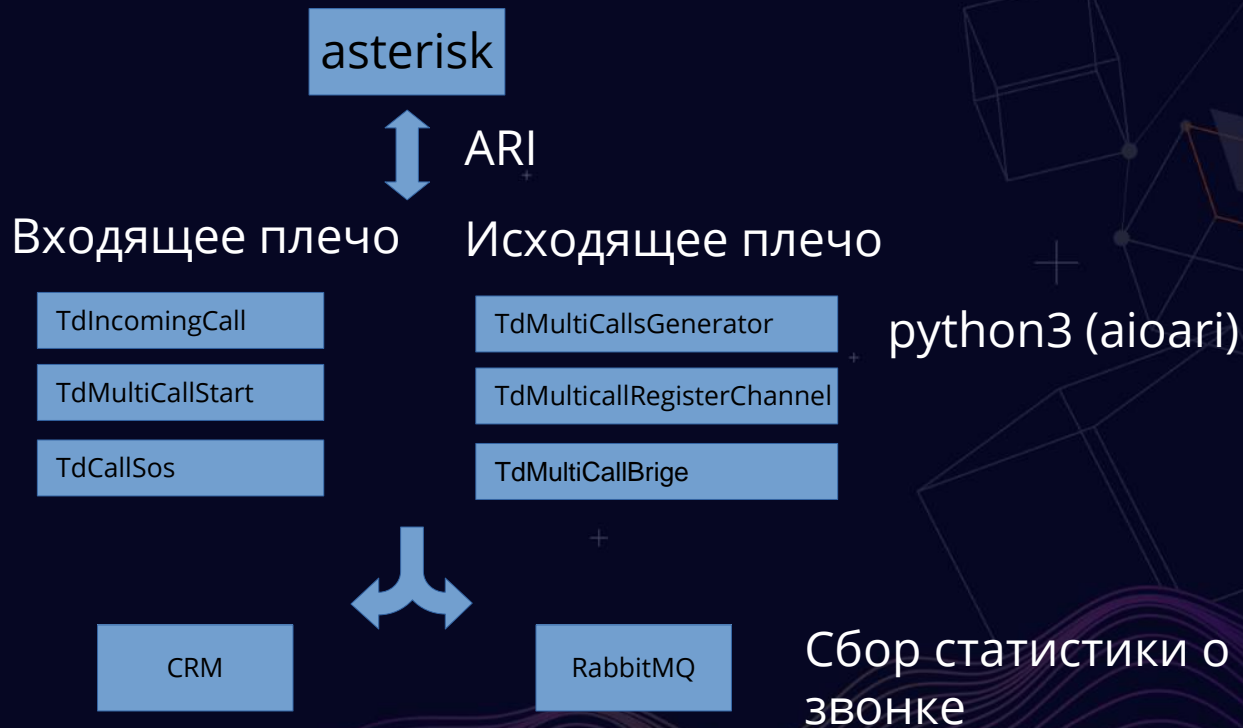 asterisk
ARI
Входящее плечо
Исходящее плечо
TdIncomingCall
TdMultiCallStart
TdCallSos
TdMultiCallsGenerator
TdMulticallRegisterChannel
TdMultiCallBrige
python3 (aioari)
CRM
RabbitMQ
Сбор статистики о
звонке